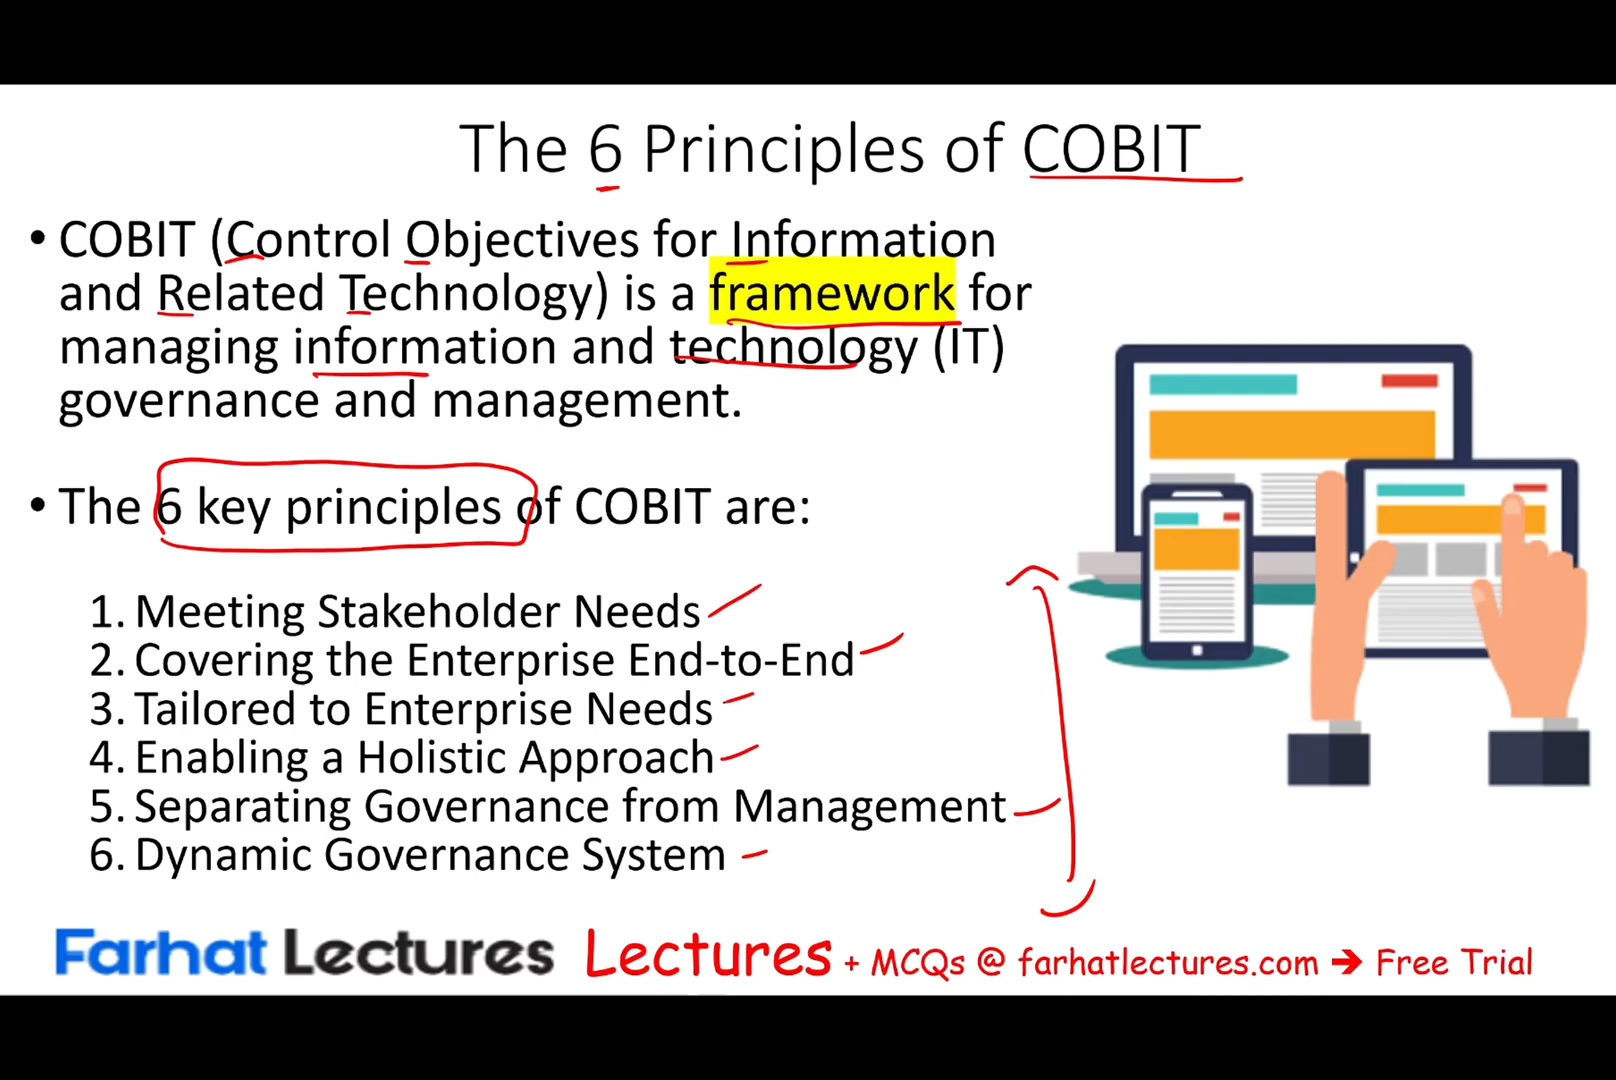 The 6 Principles of COBIT
• COBIT (Control Objectives for Information
and Related Technology) is a framework for
managing information and technology (IT)
governance and management.
• The 6 key principles of COBIT are:
1. Meeting Stakeholder Needs
2. Covering the Enterprise End-to-End
3. Tailored to Enterprise Needs
4. Enabling a Holistic Approach
5. Separating Governance from Management
6. Dynamic Governance System
Farhat Lectures Lectures + MCQs @ farhatlectures.com → Free Trial